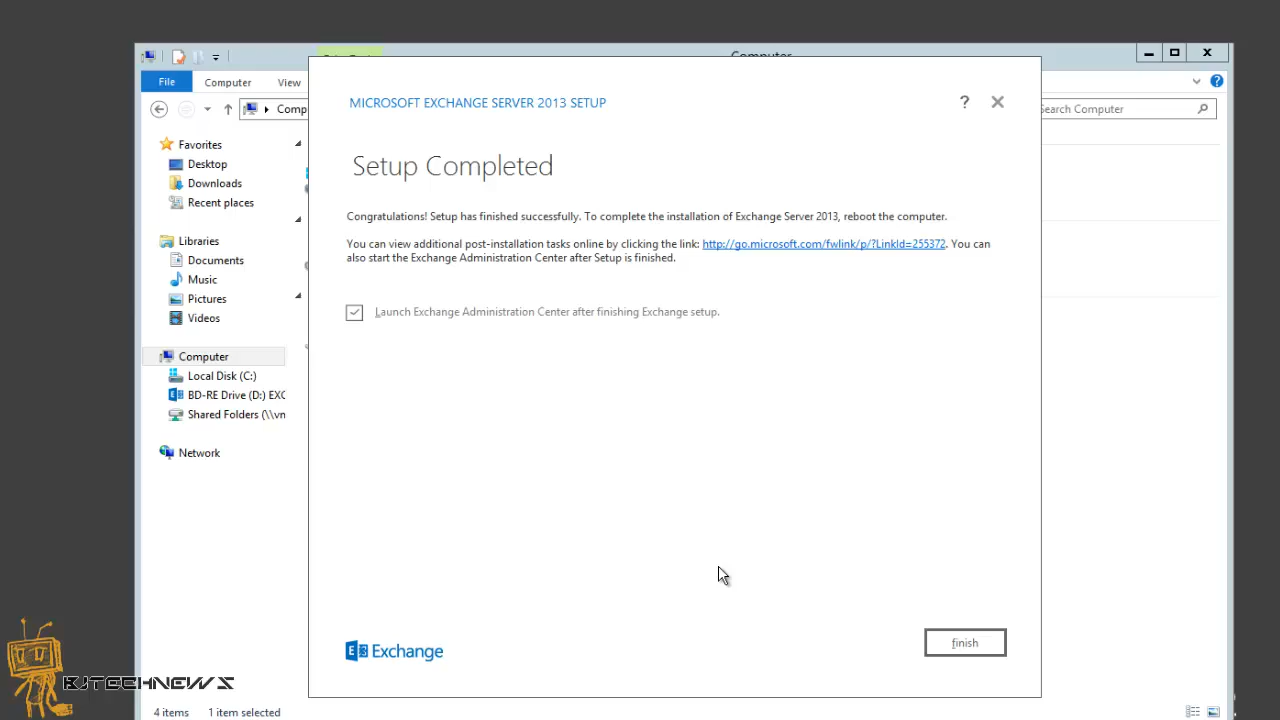 Computer
File
Computer
View
Comp
Search Computer
MICROSOFT EXCHANGE SERVER 2013 SETUP
?
Setup Completed
Congratulations! Setup has finished successfully. To complete the installation of Exchange Server 2013, reboot the computer.
You can view additional post-installation tasks online by clicking the link: http://go.microsoft.com/fwlink/p/?LinkId=255372. You can
also start the Exchange Administration Center after Setup is finished.
Launch Exchange Administration Center after finishing Exchange setup.
Favorites
Desktop
Downloads
Recent places
Libraries
Documents
Music
Pictures
Videos
Computer
Local Disk (C:)
BD-RE Drive (D:) EXC
Shared Folders (\\vm
Network
Exchange
finish
BJTECHNEWS
4 items
1 item selected